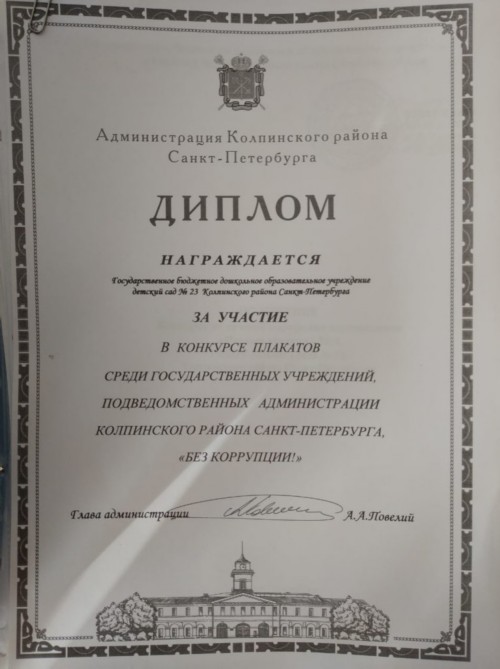 Администрация Колпинского района
Санкт-Петербурга
ДИПЛОМ
НАГРАЖДАЕТСЯ
Государственное бюджетное дошкольное образовательное учреждение
детский сад № 23 Колпинского района Санкт-Петербурга
ЗА УЧАСТИЕ
В КОНКУРСЕ ПЛАКАТОВ
СРЕДИ ГОСУДАРСТВЕННЫХ УЧРЕЖДЕНИЙ,
ПОДВЕДОМСТВЕННЫХ АДМИНИСТРАЦИИ
КОЛПИНСКОГО РАЙОНА САНКТ-ПЕТЕРБУРГА,
«БЕЗ КОРРУПЦИИ!»
Глава администрации А.А.Повелий